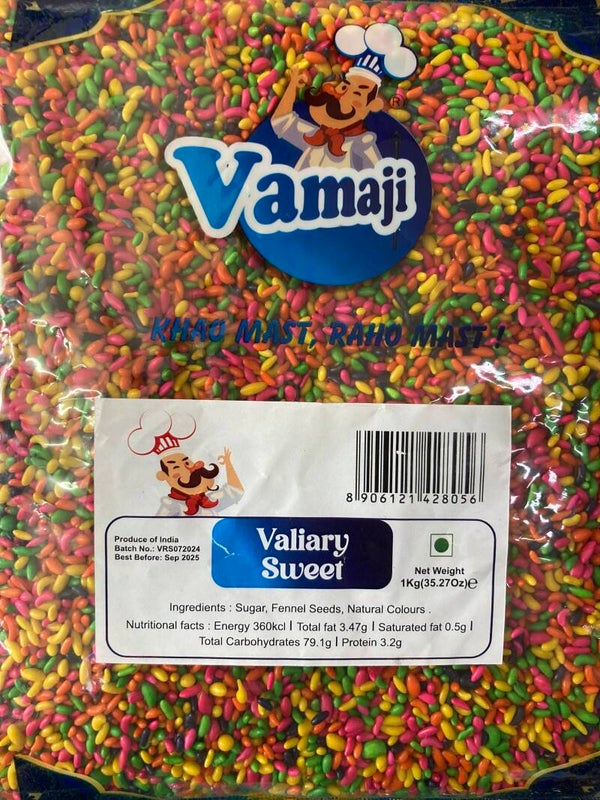 Vamaji
®
KHAO MAST, RAHO MAST !
8 906121 428056
Produce of India
Batch No.: VRS072024
Best Before: Sep 2025
Valiary
Sweet
Net Weight
1Kg(35.27Oz)℮
Ingredients : Sugar, Fennel Seeds, Natural Colours .
Nutritional facts : Energy 360kcl | Total fat 3.47g | Saturated fat 0.5g |
Total Carbohydrates 79.1g | Protein 3.2g